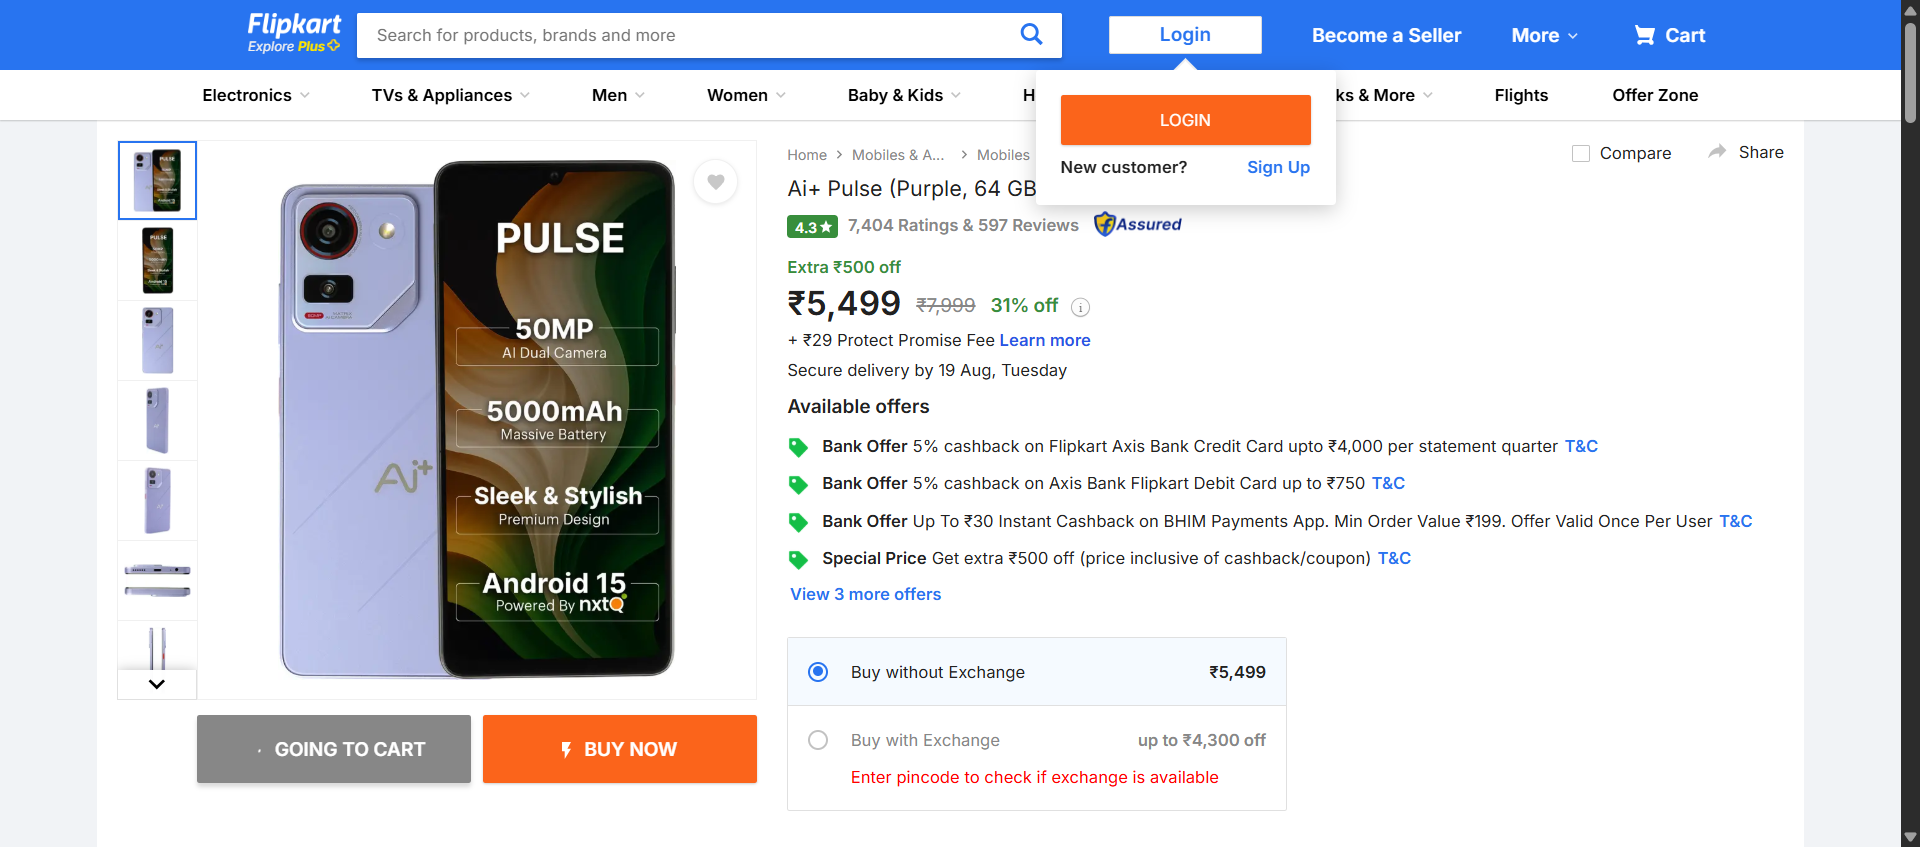 Flipkart
Explore Plus
Search for products, brands and more
Login
Become a Seller
More
Cart
Electronics
TVs & Appliances
Men
Women
Baby & Kids
H
ks & More
Flights
Offer Zone
LOGIN
New customer? Sign Up
Home
Mobiles & A...
Mobiles
Compare
Share
Ai+ Pulse (Purple, 64 GB
4.3 7,404 Ratings & 597 Reviews Assured
Extra ₹500 off
₹5,499 ₹7,999 31% off i
+ ₹29 Protect Promise Fee Learn more
Secure delivery by 19 Aug, Tuesday
Available offers
Bank Offer 5% cashback on Flipkart Axis Bank Credit Card upto ₹4,000 per statement quarter T&C
Bank Offer 5% cashback on Axis Bank Flipkart Debit Card up to ₹750 T&C
Bank Offer Up To ₹30 Instant Cashback on BHIM Payments App. Min Order Value ₹199. Offer Valid Once Per User T&C
Special Price Get extra ₹500 off (price inclusive of cashback/coupon) T&C
View 3 more offers
Buy without Exchange ₹5,499
Buy with Exchange up to ₹4,300 off
Enter pincode to check if exchange is available
PULSE
50MP
AI Dual Camera
5000mAh
Massive Battery
Ai+
Sleek & Stylish
Premium Design
Android 15
Powered By nxtQ
GOING TO CART
BUY NOW